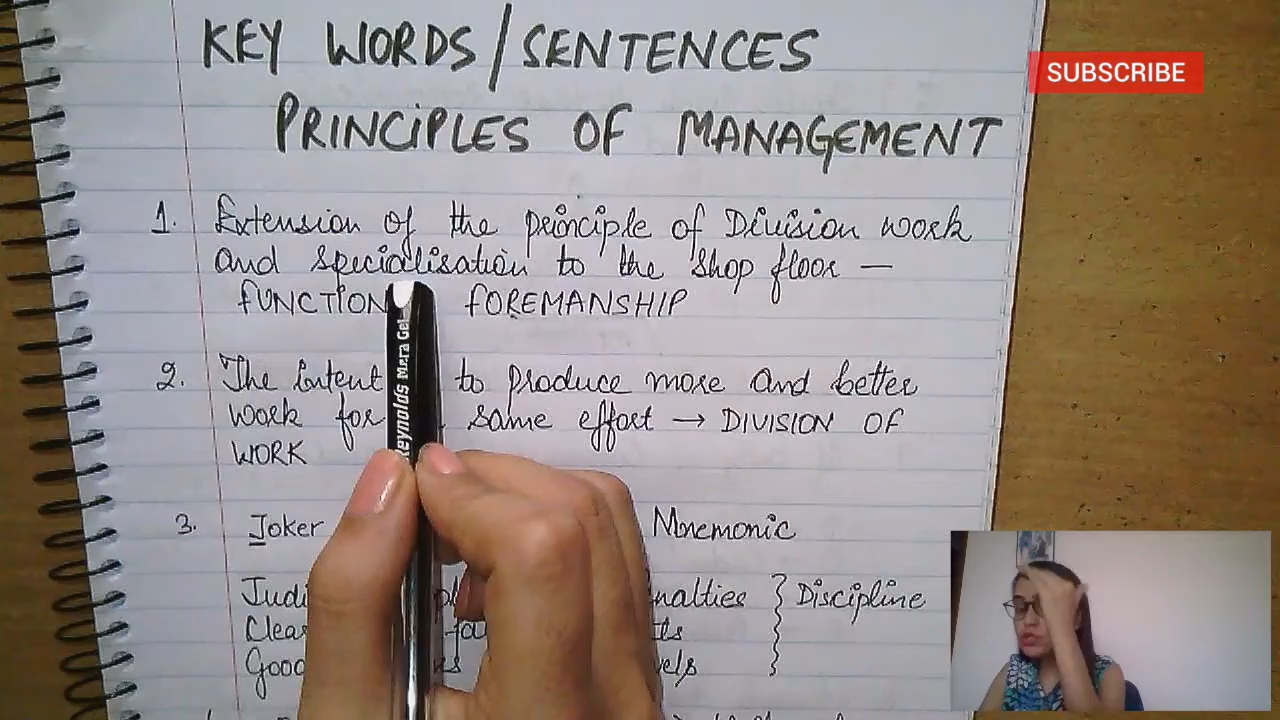 KEY WORDS/SENTENCES
SUBSCRIBE
PRINCIPLES OF MANAGEMENT
1. Extension of the principle of Division work
and specialisation to the shop floor —
FUNCTION FOREMANSHIP
2. The intent to produce more and better
work for same effort → DIVISION OF
WORK
3. Joker Mnemonic
Discipline
Reynolds